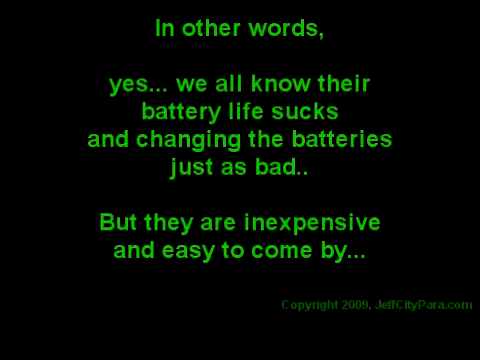 In other words,
yes... we all know their
battery life sucks
and changing the batteries
just as bad..
But they are inexpensive
and easy to come by...
Copyright 2009, JeffCityPara.com